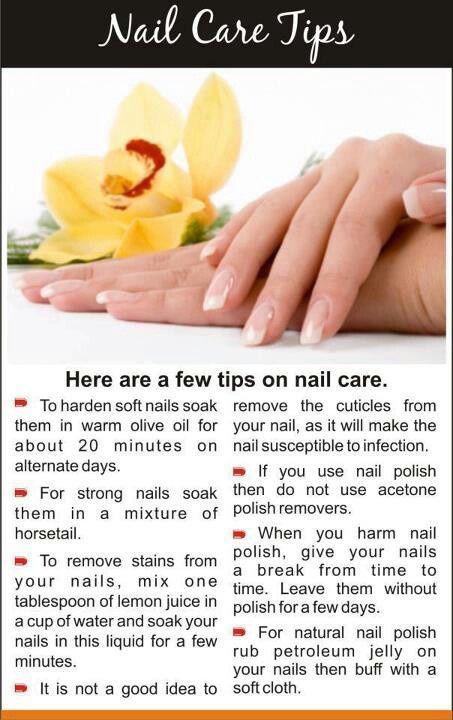 Nail Care Tips
Here are a few tips on nail care.
To harden soft nails soak
them in warm olive oil for
about 20 minutes on
alternate days.
For strong nails soak
them in a mixture of
horsetail.
To remove stains from
your nails, mix one
tablespoon of lemon juice in
a cup of water and soak your
nails in this liquid for a few
minutes.
It is not a good idea to
remove the cuticles from
your nail, as it will make the
nail susceptible to infection.
If you use nail polish
then do not use acetone
polish removers.
When you harm nail
polish, give your nails
a break from time to
time. Leave them without
polish for a few days.
For natural nail polish
rub petroleum jelly on
your nails then buff with a
soft cloth.